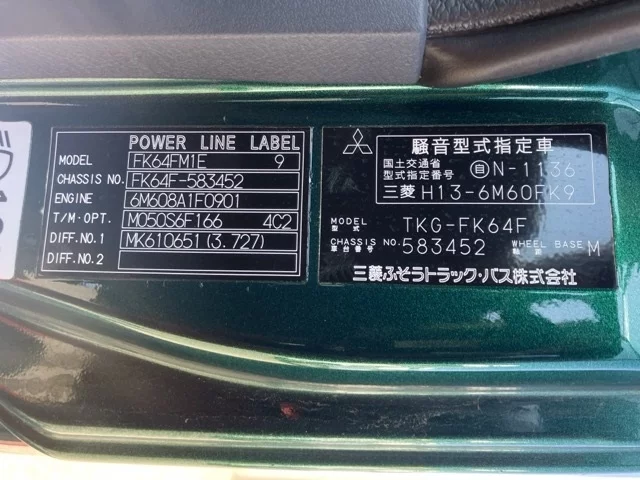 POWER LINE LABEL
MODEL FK64FM1E 9
CHASSIS NO. FK64F-583452
ENGINE 6M608A1F0901
T/M・OPT. M050S6F166 4C2
DIFF.NO.1 MK610651(3.727)
DIFF.NO.2
騒音型式指定車
国土交通省
型式指定番号 自N-1136
三菱 H13-6M60FK9
MODEL TKG-FK64F
型式
CHASSIS NO. 583452 WHEEL BASE M
車台番号 軸距
三菱ふそうトラック・バス株式会社